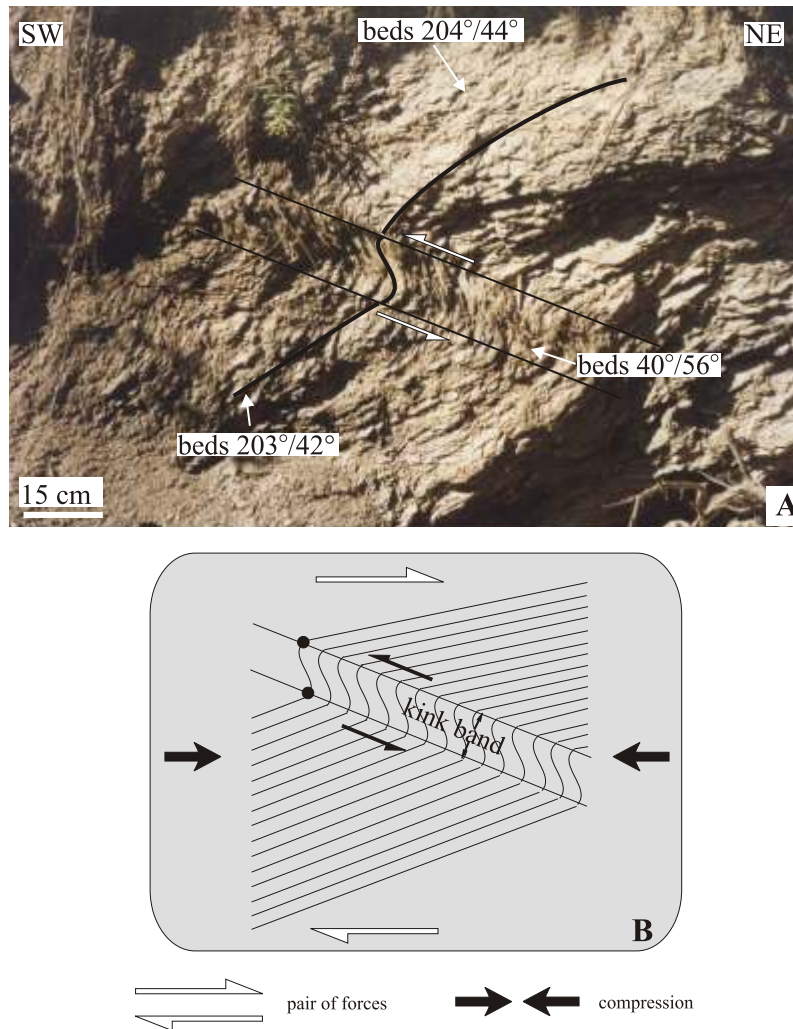 SW
beds 204°/44°
NE
beds 40°/56°
beds 203°/42°
15 cm
A
kink band
B
pair of forces
compression